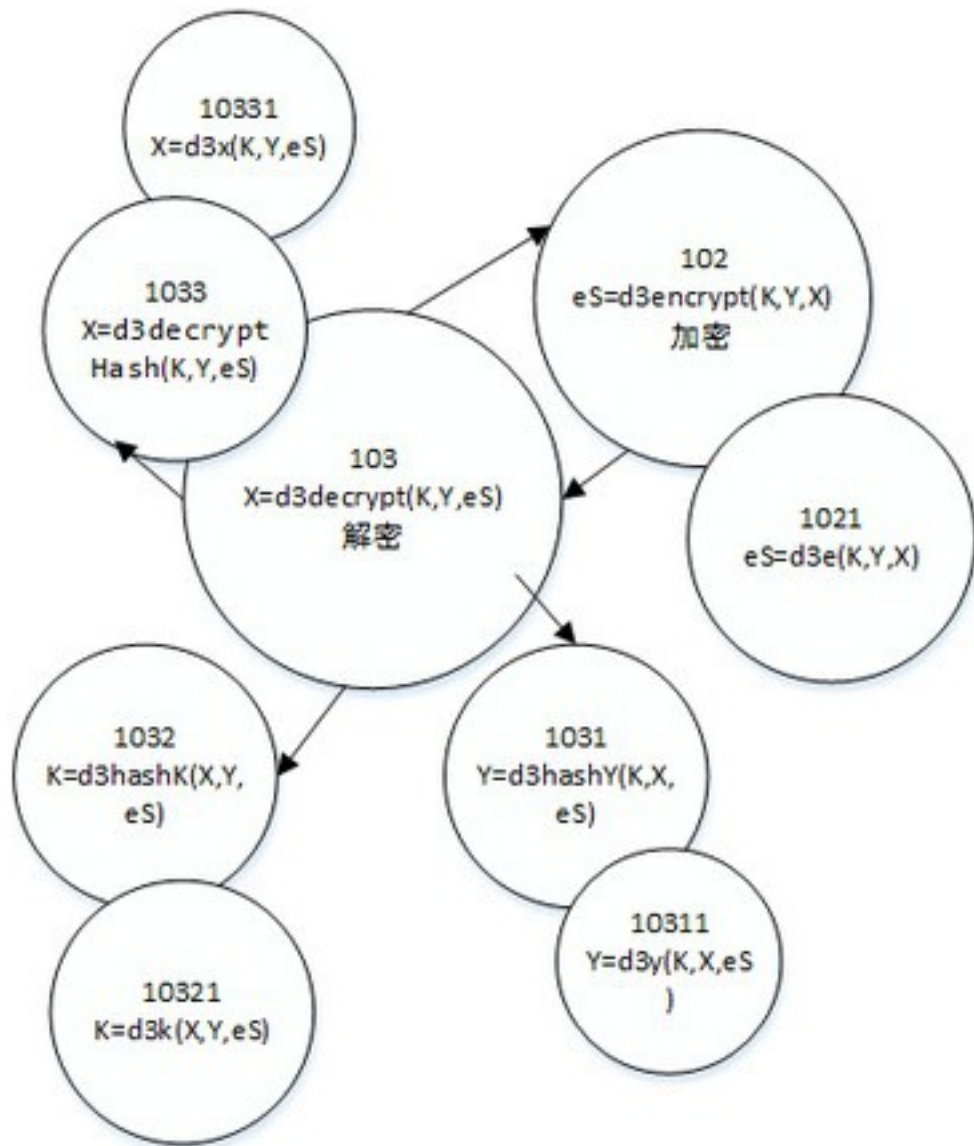 10331
X=d3x(K,Y,eS)
102
eS=d3encrypt(K,Y,X)
加密
1033
X=d3decrypt
Hash(K,Y,eS)
103
X=d3decrypt(K,Y,eS)
解密
1021
eS=d3e(K,Y,X)
1032
K=d3hashK(X,Y,
eS)
1031
Y=d3hashY(K,X,
eS)
10311
Y=d3y(K,X,eS
)
10321
K=d3k(X,Y,eS)